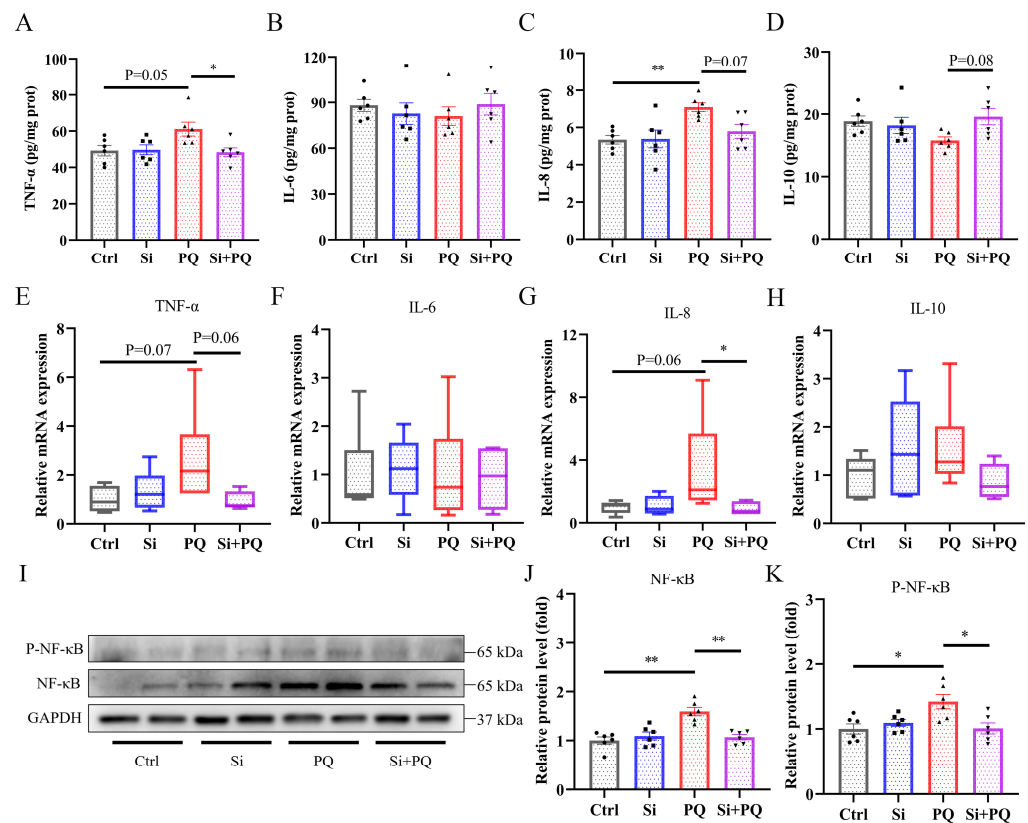 A
TNF-α (pg/mg prot)
100
80
60
40
20
0
P=0.05
*
Ctrl Si PQ Si+PQ
B
IL-6 (pg/mg prot)
120
90
60
30
0
Ctrl Si PQ Si+PQ
C
IL-8 (pg/mg prot)
10
8
6
4
2
0
**
P=0.07
Ctrl Si PQ Si+PQ
D
IL-10 (pg/mg prot)
30
20
10
0
P=0.08
Ctrl Si PQ Si+PQ
E
TNF-α
Relative mRNA expression
8
6
4
2
0
P=0.07
P=0.06
Ctrl Si PQ Si+PQ
F
IL-6
Relative mRNA expression
4
3
2
1
0
Ctrl Si PQ Si+PQ
G
IL-8
Relative mRNA expression
12
8
4
0
P=0.06
*
Ctrl Si PQ Si+PQ
H
IL-10
Relative mRNA expression
4
3
2
1
0
Ctrl Si PQ Si+PQ
I
P-NF-κB
65 kDa
NF-κB
65 kDa
GAPDH
37 kDa
Ctrl Si PQ Si+PQ
J
NF-κB
Relative protein level (fold)
3
2
1
0
**
**
Ctrl Si PQ Si+PQ
K
P-NF-κB
Relative protein level (fold)
3
2
1
0
*
*
Ctrl Si PQ Si+PQ